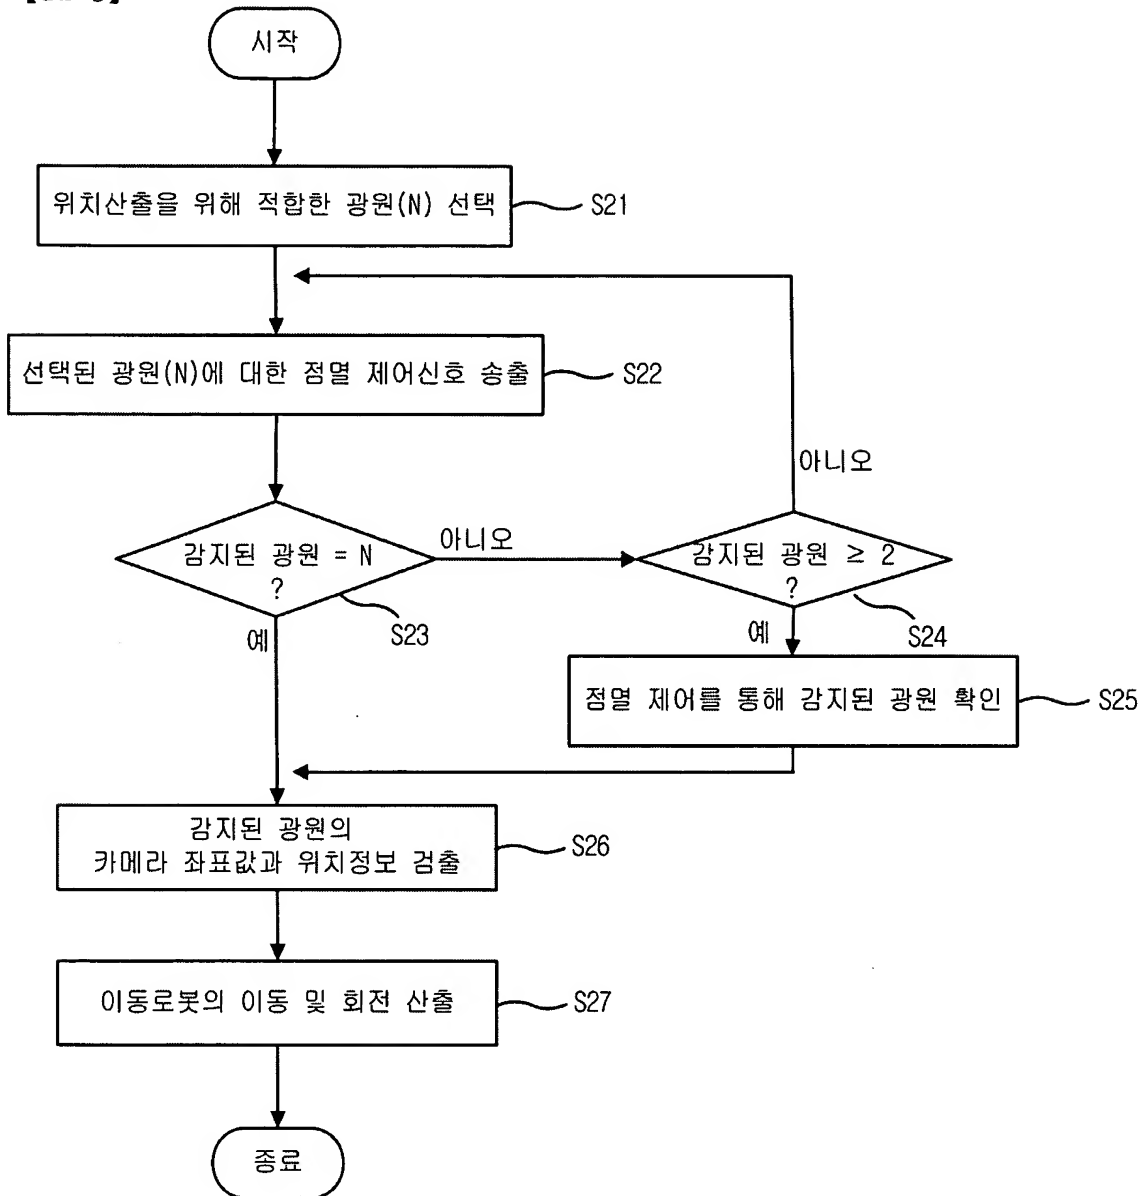 시작
위치산출을 위해 적합한 광원(N) 선택
S21
선택된 광원(N)에 대한 점멸 제어신호 송출
S22
아니오
감지된 광원 = N
?
아니오
감지된 광원 ≥ 2
?
S23
예
S24
예
점멸 제어를 통해 감지된 광원 확인
S25
감지된 광원의
카메라 좌표값과 위치정보 검출
S26
이동로봇의 이동 및 회전 산출
S27
종료